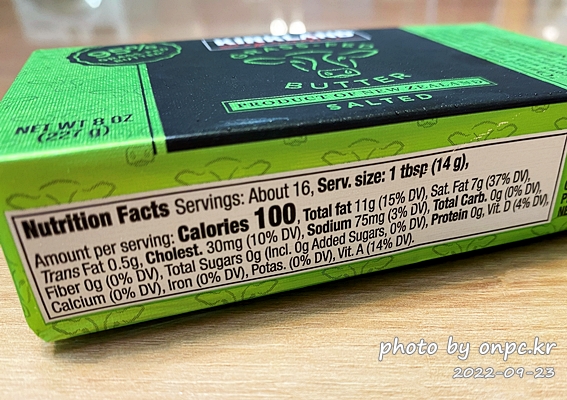 95%
KIRKLAND
GRASS-FED
BUTTER
PRODUCT OF NEW ZEALAND
SALTED
NET WT 8 OZ
(227 g)
Nutrition Facts Servings: About 16, Serv. size: 1 tbsp (14 g),
Amount per serving: Calories 100, Total fat 11g (15% DV), Sat. Fat 7g (37% DV),
Trans Fat 0.5g, Cholest. 30mg (10% DV), Sodium 75mg (3% DV), Total Carb. 0g (0% DV),
Fiber 0g (0% DV), Total Sugars 0g (Incl. 0g Added Sugars, 0% DV), Protein 0g, Vit. D (4% DV),
Calcium (0% DV), Iron (0% DV), Potas. (0% DV), Vit. A (14% DV).
photo by onpc.kr
2022-09-23